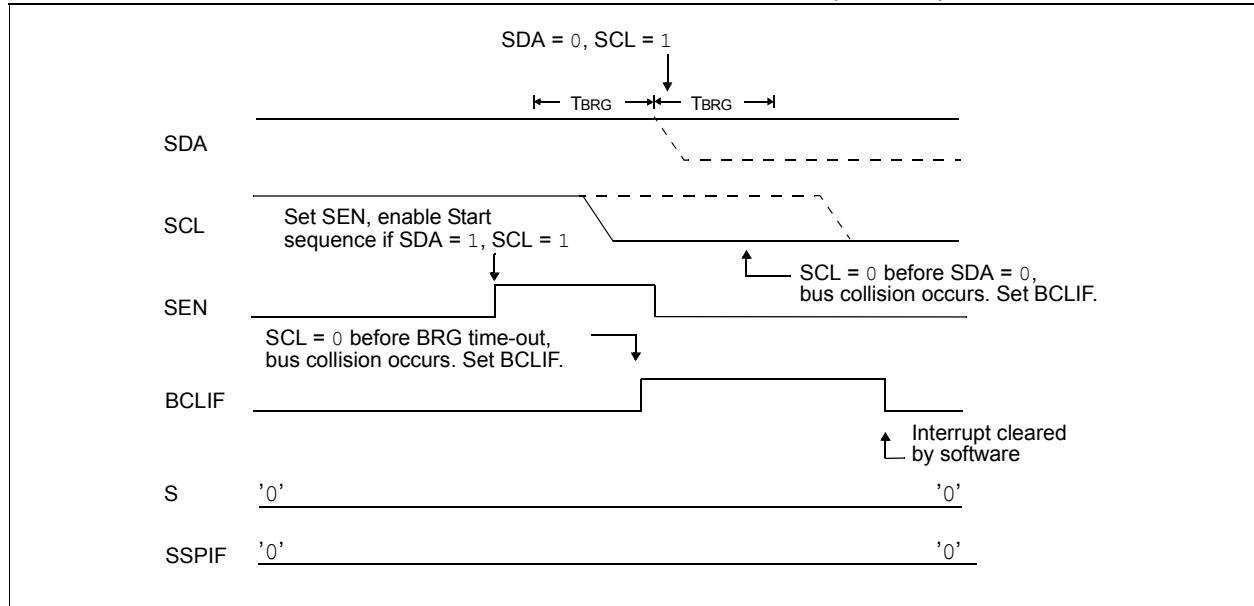 SDA = 0, SCL = 1
TBRG TBRG
SDA
SCL
Set SEN, enable Start
sequence if SDA = 1, SCL = 1
SCL = 0 before SDA = 0,
bus collision occurs. Set BCLIF.
SEN
SCL = 0 before BRG time-out,
bus collision occurs. Set BCLIF.
BCLIF
Interrupt cleared
by software
S '0' '0'
SSPIF '0' '0'